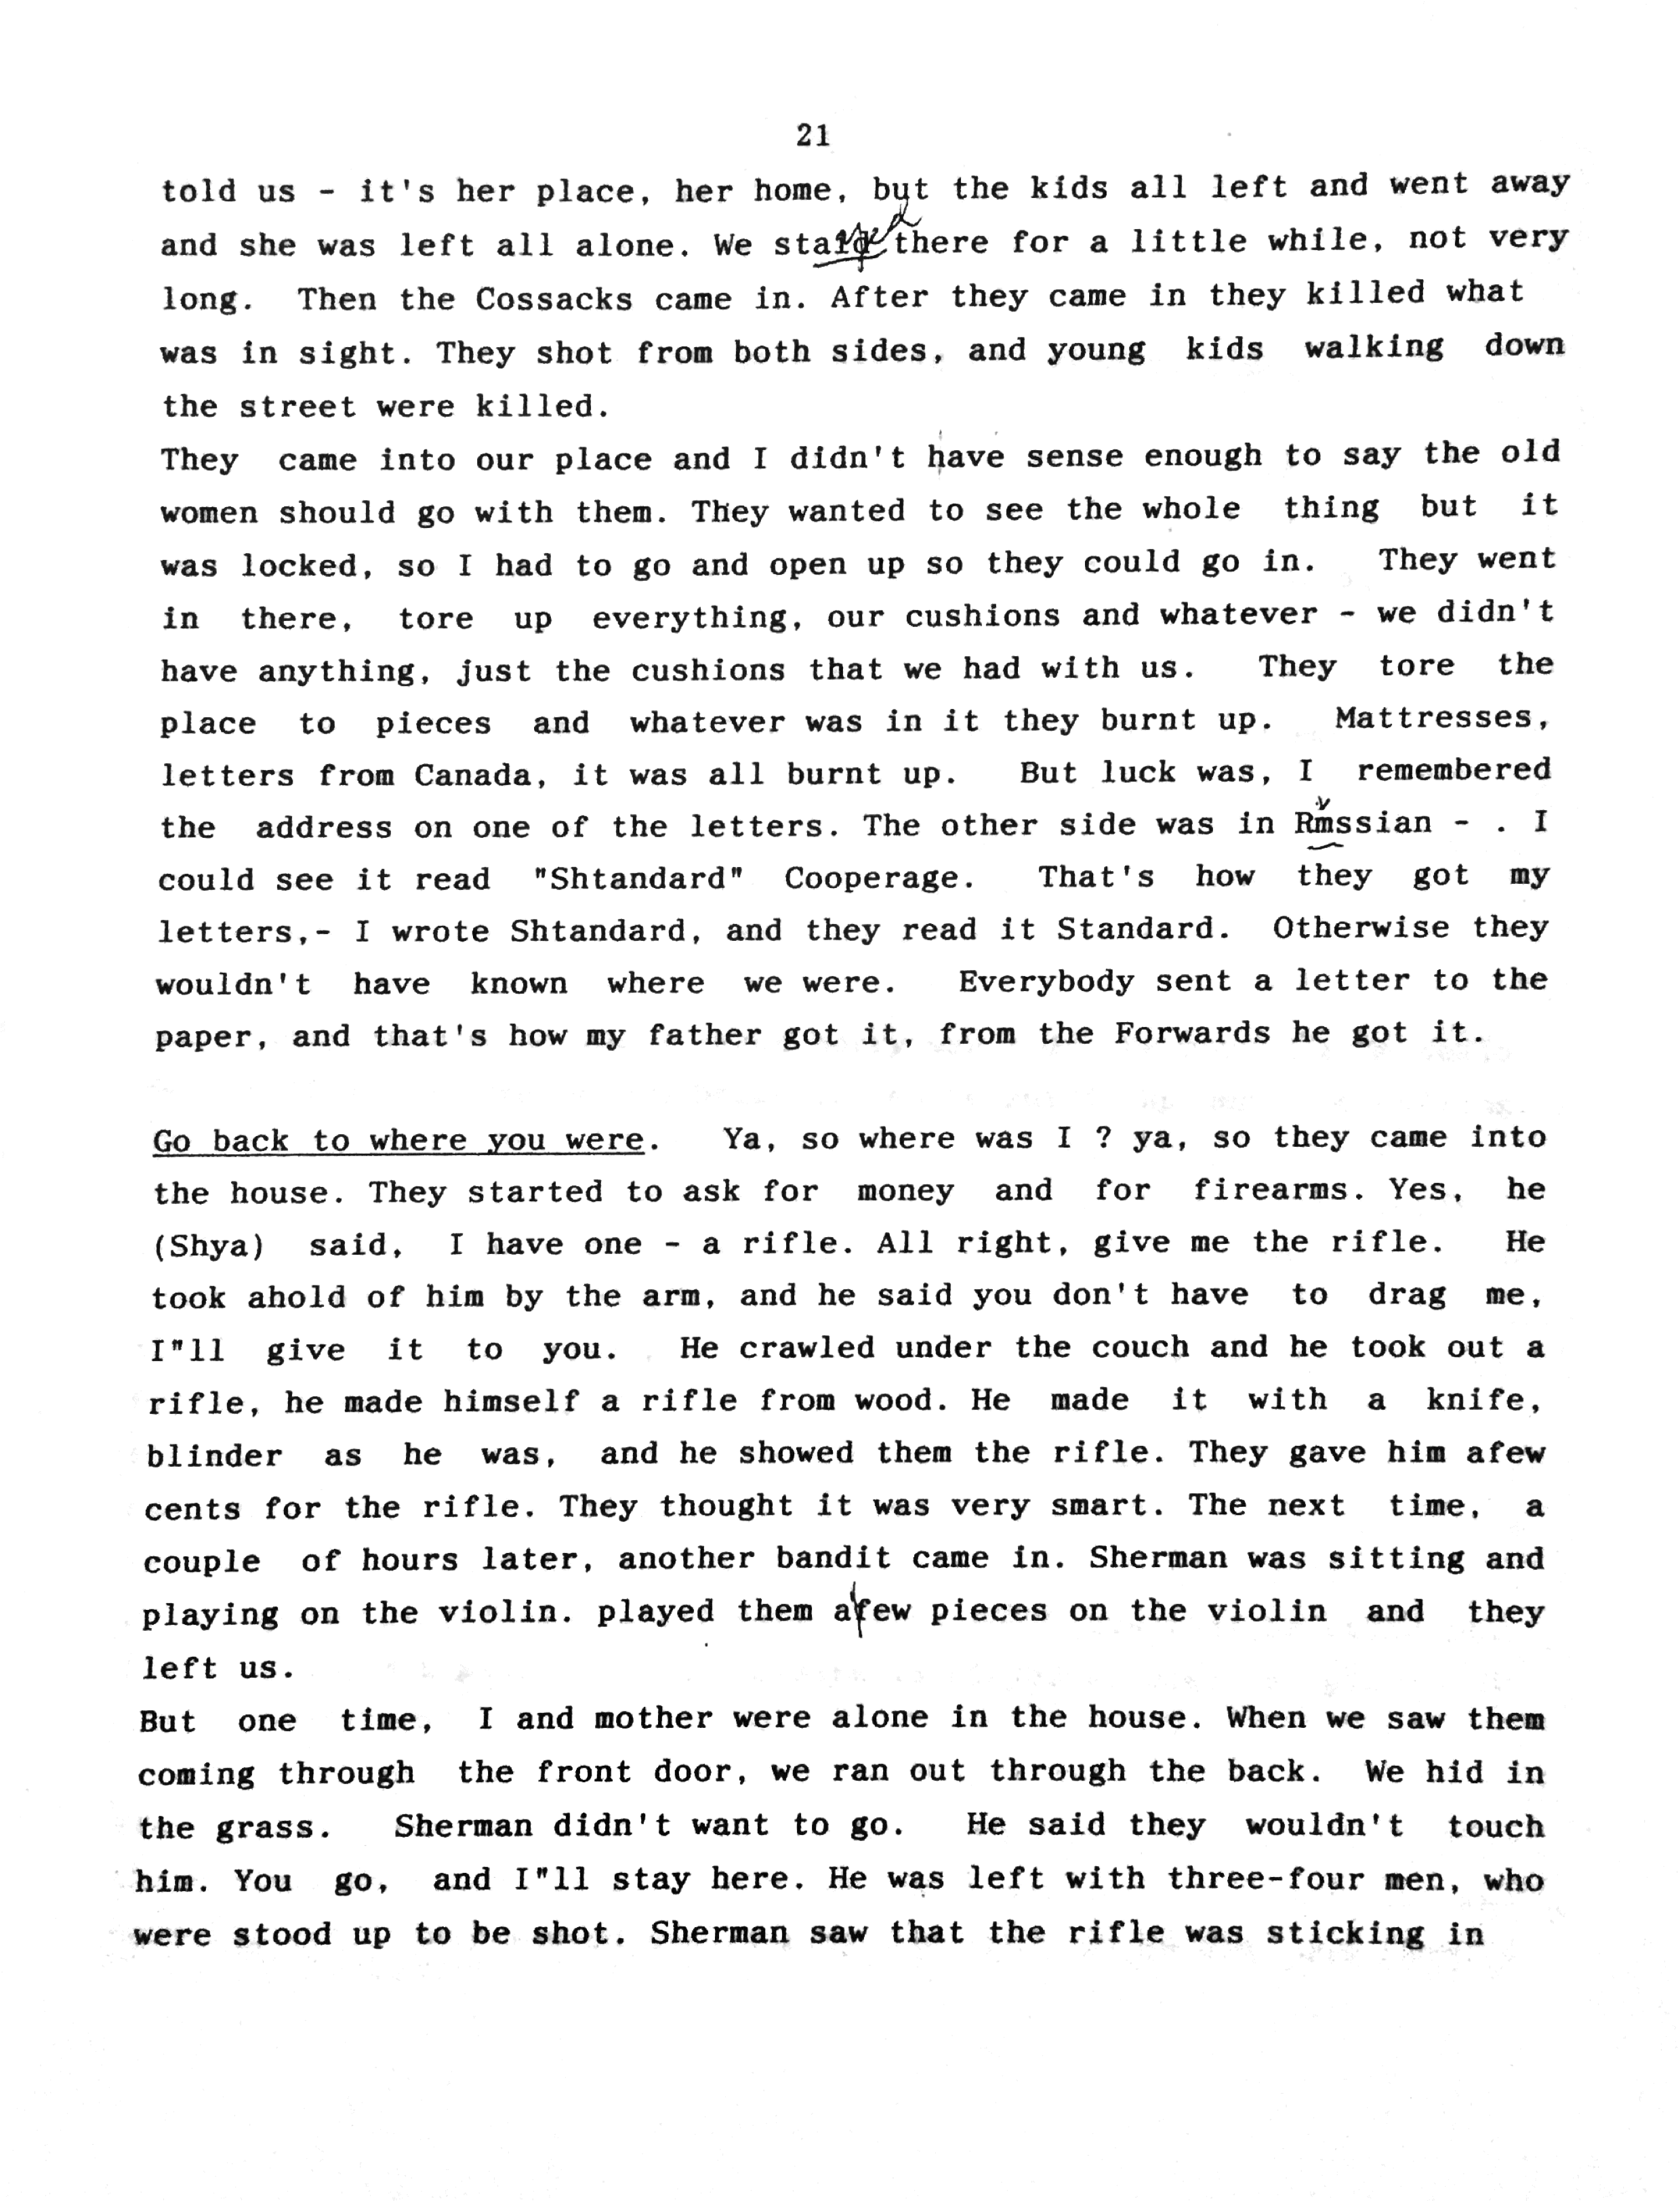 21
told us - it's her place, her home, but the kids all left and went away
and she was left all alone. We stayed there for a little while, not very
long. Then the Cossacks came in. After they came in they killed what
was in sight. They shot from both sides, and young kids walking down
the street were killed.
They came into our place and I didn't have sense enough to say the old
women should go with them. They wanted to see the whole thing but it
was locked, so I had to go and open up so they could go in. They went
in there, tore up everything, our cushions and whatever - we didn't
have anything, just the cushions that we had with us. They tore the
place to pieces and whatever was in it they burnt up. Mattresses,
letters from Canada, it was all burnt up. But luck was, I remembered
the address on one of the letters. The other side was in Russian - . I
could see it read "Shtandard" Cooperage. That's how they got my
letters,- I wrote Shtandard, and they read it Standard. Otherwise they
wouldn't have known where we were. Everybody sent a letter to the
paper, and that's how my father got it, from the Forwards he got it.
Go back to where you were. Ya, so where was I ? ya, so they came into
the house. They started to ask for money and for firearms. Yes, he
(Shya) said, I have one - a rifle. All right, give me the rifle. He
took ahold of him by the arm, and he said you don't have to drag me,
I"ll give it to you. He crawled under the couch and he took out a
rifle, he made himself a rifle from wood. He made it with a knife,
blinder as he was, and he showed them the rifle. They gave him afew
cents for the rifle. They thought it was very smart. The next time, a
couple of hours later, another bandit came in. Sherman was sitting and
playing on the violin. played them a few pieces on the violin and they
left us.
But one time, I and mother were alone in the house. When we saw them
coming through the front door, we ran out through the back. We hid in
the grass. Sherman didn't want to go. He said they wouldn't touch
him. You go, and I"ll stay here. He was left with three-four men, who
were stood up to be shot. Sherman saw that the rifle was sticking in